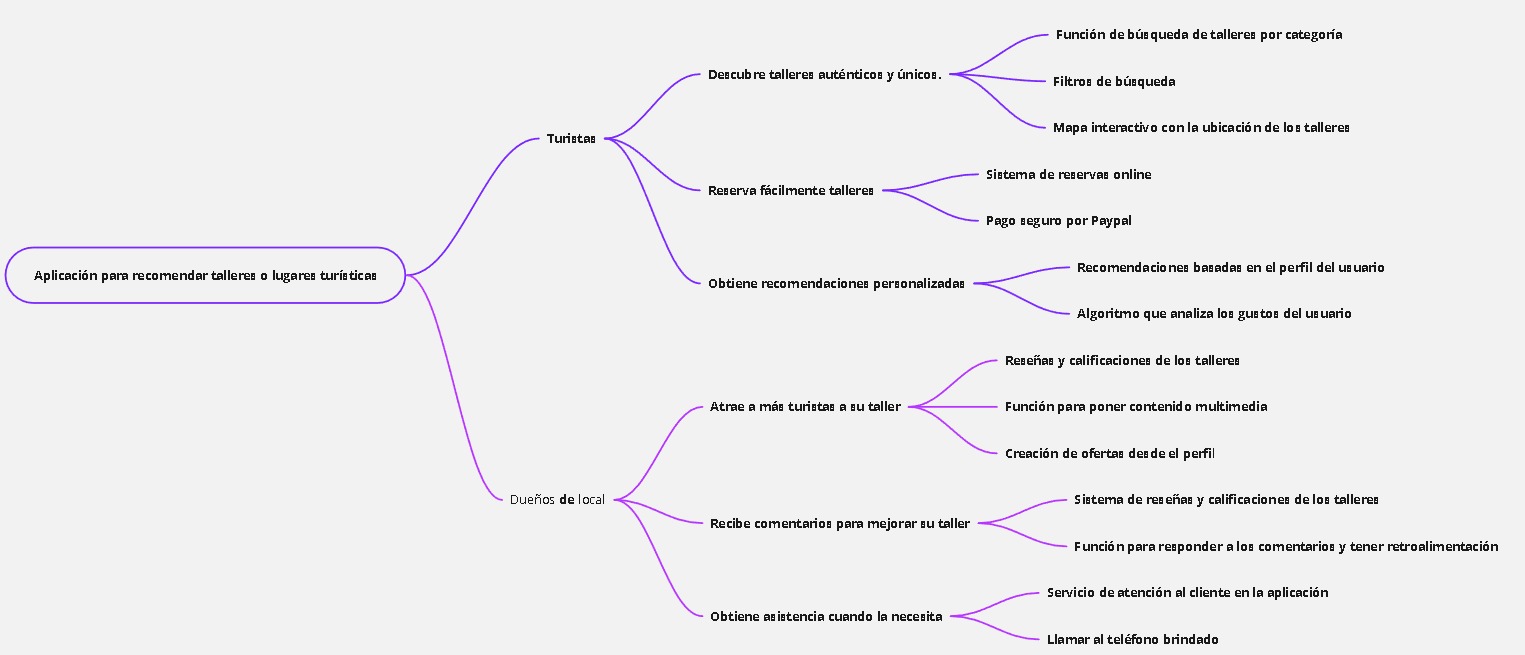 Aplicación para recomendar talleres o lugares turísticas
Turistas
Descubre talleres auténticos y únicos.
Función de búsqueda de talleres por categoría
Filtros de búsqueda
Mapa interactivo con la ubicación de los talleres
Reserva fácilmente talleres
Sistema de reservas online
Pago seguro por Paypal
Obtiene recomendaciones personalizadas
Recomendaciones basadas en el perfil del usuario
Algoritmo que analiza los gustos del usuario
Dueños de local
Atrae a más turistas a su taller
Reseñas y calificaciones de los talleres
Función para poner contenido multimedia
Creación de ofertas desde el perfil
Recibe comentarios para mejorar su taller
Sistema de reseñas y calificaciones de los talleres
Función para responder a los comentarios y tener retroalimentación
Obtiene asistencia cuando la necesita
Servicio de atención al cliente en la aplicación
Llamar al teléfono brindado